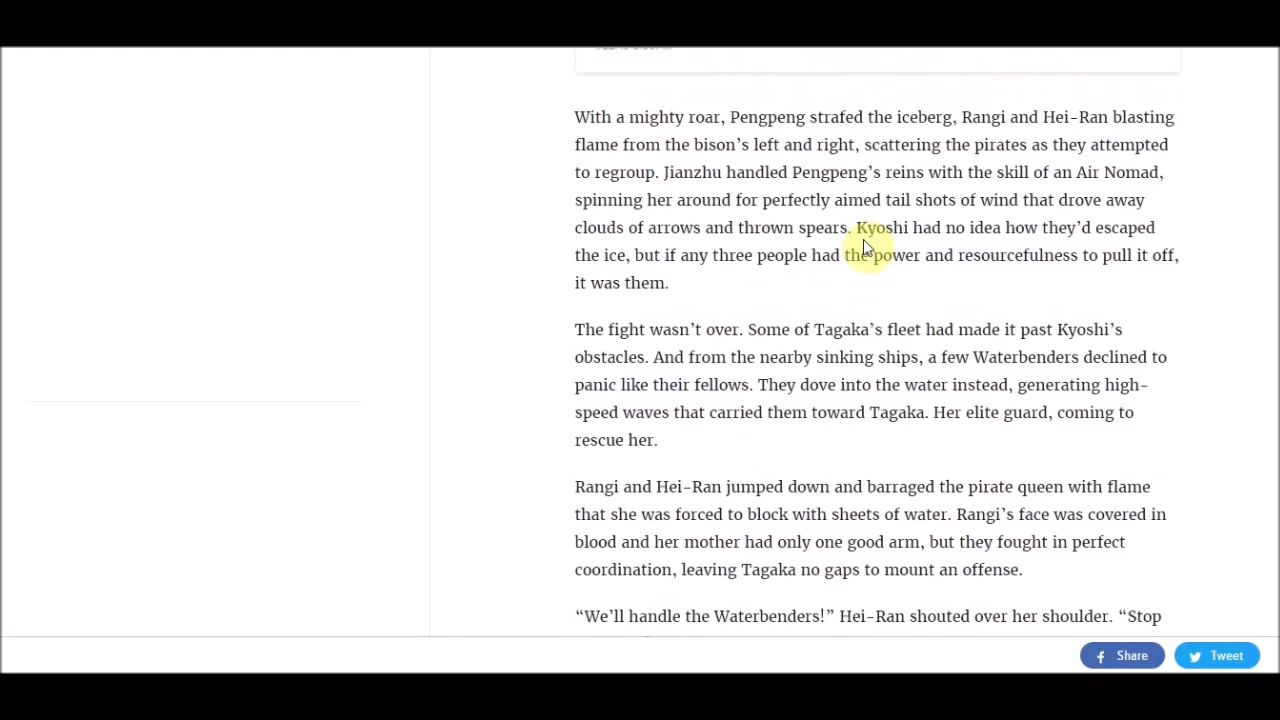 With a mighty roar, Pengpeng strafed the iceberg, Rangi and Hei-Ran blasting
flame from the bison’s left and right, scattering the pirates as they attempted
to regroup. Jianzhu handled Pengpeng’s reins with the skill of an Air Nomad,
spinning her around for perfectly aimed tail shots of wind that drove away
clouds of arrows and thrown spears. Kyoshi had no idea how they’d escaped
the ice, but if any three people had the power and resourcefulness to pull it off,
it was them.
The fight wasn’t over. Some of Tagaka’s fleet had made it past Kyoshi’s
obstacles. And from the nearby sinking ships, a few Waterbenders declined to
panic like their fellows. They dove into the water instead, generating high-
speed waves that carried them toward Tagaka. Her elite guard, coming to
rescue her.
Rangi and Hei-Ran jumped down and barraged the pirate queen with flame
that she was forced to block with sheets of water. Rangi’s face was covered in
blood and her mother had only one good arm, but they fought in perfect
coordination, leaving Tagaka no gaps to mount an offense.
“We’ll handle the Waterbenders!” Hei-Ran shouted over her shoulder. “Stop
Share
Tweet